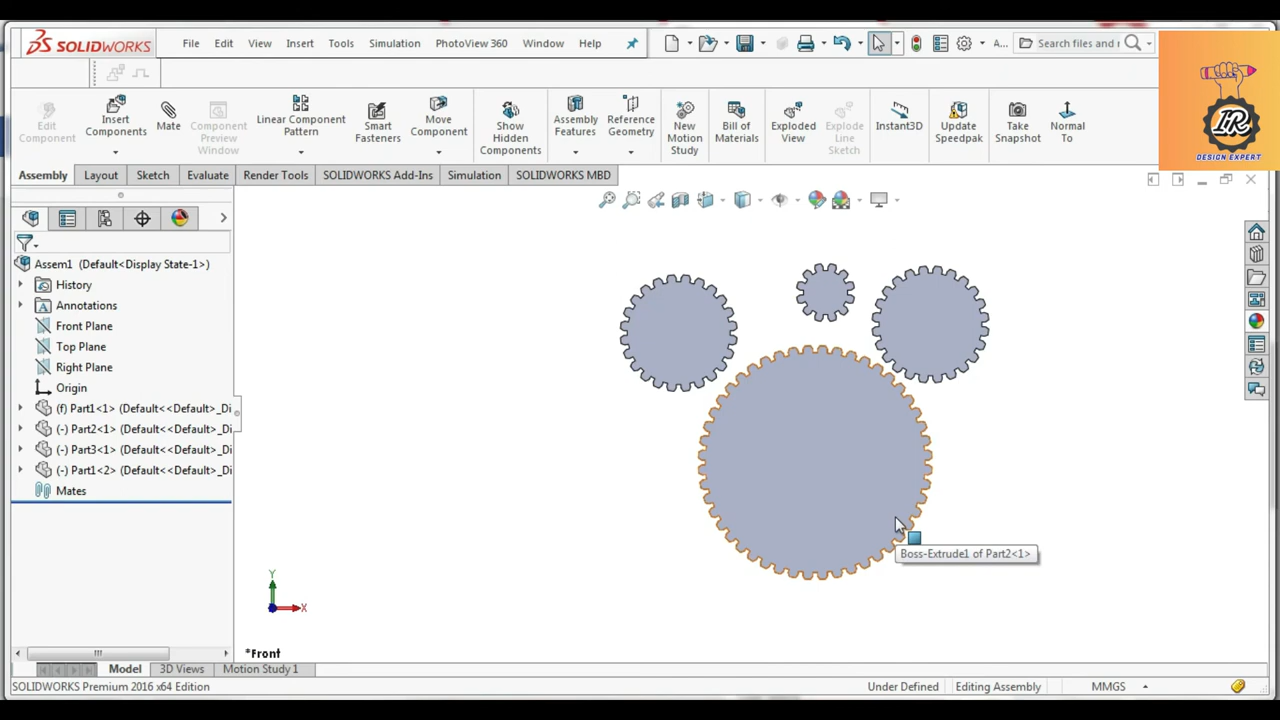 SOLIDWORKS File Edit View Insert Tools Simulation PhotoView 360 Window Help A... Search files and r
Edit Component Insert Components Mate Component Preview Window Linear Component Pattern Smart Fasteners Move Component Show Hidden Components Assembly Features Reference Geometry New Motion Study Bill of Materials Exploded View Explode Line Sketch Instant3D Update Speedpak Take Snapshot Normal To
IR
DESIGN EXPERT
Assembly Layout Sketch Evaluate Render Tools SOLIDWORKS Add-Ins Simulation SOLIDWORKS MBD
Assem1 (Default<Display State-1>)
History
Annotations
Front Plane
Top Plane
Right Plane
Origin
(f) Part1<1> (Default<<Default>_Di
(-) Part2<1> (Default<<Default>_Di
(-) Part3<1> (Default<<Default>_Di
(-) Part1<2> (Default<<Default>_Di
Mates
Boss-Extrude1 of Part2<1>
Y
X
*Front
Model 3D Views Motion Study 1
SOLIDWORKS Premium 2016 x64 Edition Under Defined Editing Assembly MMGS